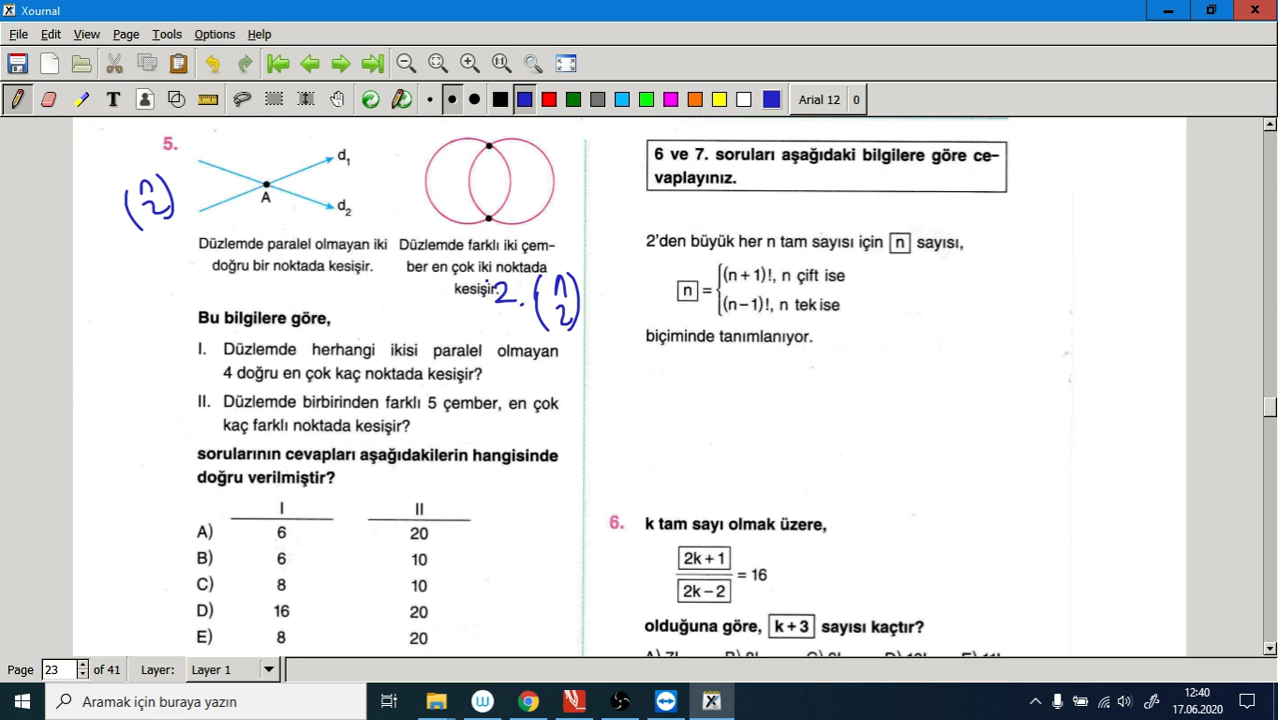 Xournal
File Edit View Page Tools Options Help
Arial 12 0
5.
d1
A
d2
(n 2)
Düzlemde paralel olmayan iki
doğru bir noktada kesişir.
Düzlemde farklı iki çem-
ber en çok iki noktada
kesişir.
2. (n 2)
Bu bilgilere göre,
I. Düzlemde herhangi ikisi paralel olmayan
4 doğru en çok kaç noktada kesişir?
II. Düzlemde birbirinden farklı 5 çember, en çok
kaç farklı noktada kesişir?
sorularının cevapları aşağıdakilerin hangisinde
doğru verilmiştir?
I II
A) 6 20
B) 6 10
C) 8 10
D) 16 20
E) 8 20
6 ve 7. soruları aşağıdaki bilgilere göre ce-
vaplayınız.
2'den büyük her n tam sayısı için n sayısı,
n = { (n + 1)!, n çift ise
(n – 1)!, n tek ise
biçiminde tanımlanıyor.
6. k tam sayı olmak üzere,
2k + 1
= 16
2k – 2
olduğuna göre, k + 3 sayısı kaçtır?
Page 23 of 41 Layer: Layer 1
Aramak için buraya yazın
12:40
17.06.2020